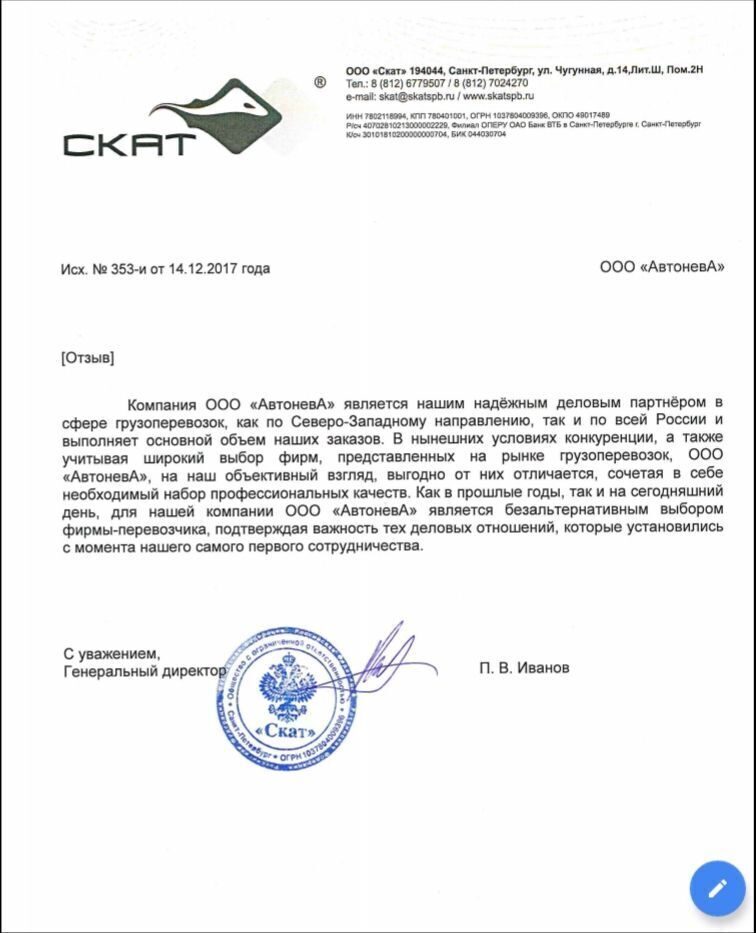 СКАТ
®
ООО «Скат» 194044, Санкт-Петербург, ул. Чугунная, д.14,Лит.Ш, Пом.2Н
Тел.: 8 (812) 6779507 / 8 (812) 7024270
e-mail: skat@skatspb.ru / www.skatspb.ru
ИНН 7802118994, КПП 780401001, ОГРН 1037804009396, ОКПО 49017489
Р/сч 40702810213000002229, Филиал ОПЕРУ ОАО Банк ВТБ в Санкт-Петербурге г. Санкт-Петербург
К/сч 30101810200000000704, БИК 044030704
Исх. № 353-и от 14.12.2017 года
ООО «АвтоневА»
[Отзыв]
Компания ООО «АвтоневА» является нашим надёжным деловым партнёром в
сфере грузоперевозок, как по Северо-Западному направлению, так и по всей России и
выполняет основной объем наших заказов. В нынешних условиях конкуренции, а также
учитывая широкий выбор фирм, представленных на рынке грузоперевозок, ООО
«АвтоневА», на наш объективный взгляд, выгодно от них отличается, сочетая в себе
необходимый набор профессиональных качеств. Как в прошлые годы, так и на сегодняшний
день, для нашей компании ООО «АвтоневА» является безальтернативным выбором
фирмы-перевозчика, подтверждая важность тех деловых отношений, которые установились
с момента нашего самого первого сотрудничества.
С уважением,
Генеральный директор
П. В. Иванов
Общество с ограниченной ответственностью
«Скат»
Санкт-Петербург * ОГРН 1037804009396 *